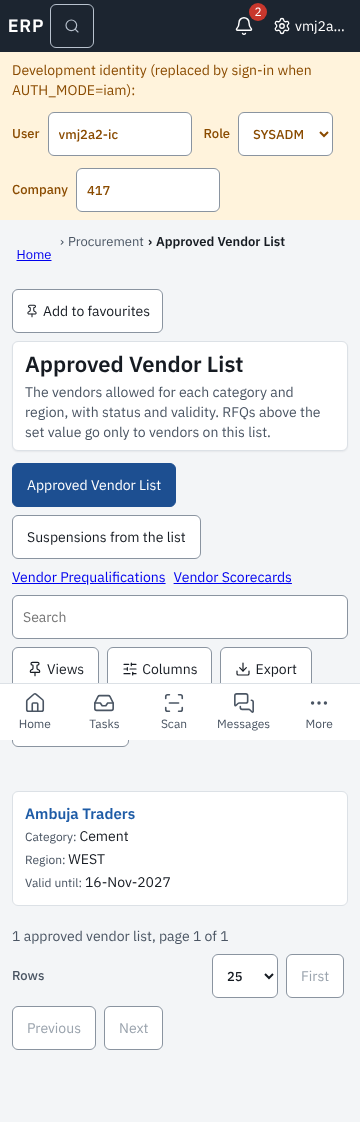 ERP
2
vmj2a...
Development identity (replaced by sign-in when
AUTH_MODE=iam):
User
vmj2a2-ic
Role
SYSADM
Company
417
Home
› Procurement › Approved Vendor List
Add to favourites
Approved Vendor List
The vendors allowed for each category and
region, with status and validity. RFQs above the
set value go only to vendors on this list.
Approved Vendor List
Suspensions from the list
Vendor Prequalifications Vendor Scorecards
Search
Views
Columns
Export
Home
Tasks
Scan
Messages
More
Ambuja Traders
Category: Cement
Region: WEST
Valid until: 16-Nov-2027
1 approved vendor list, page 1 of 1
Rows
25
First
Previous
Next